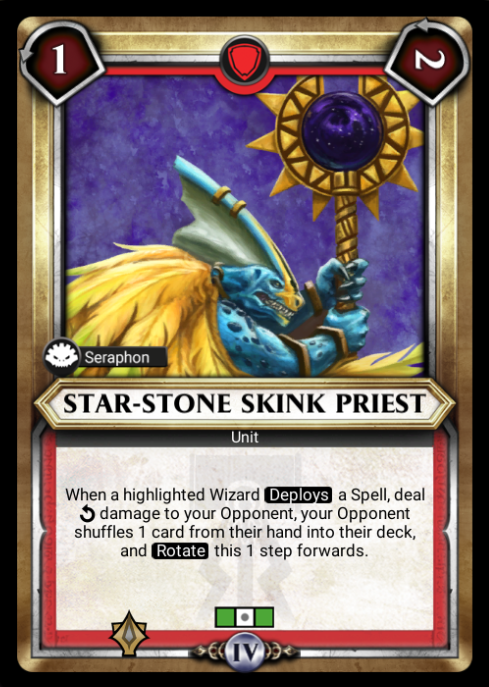 1
2
Seraphon
STAR-STONE SKINK PRIEST
Unit
When a highlighted Wizard Deploys a Spell, deal
damage to your Opponent, your Opponent
shuffles 1 card from their hand into their deck,
and Rotate this 1 step forwards.
IV